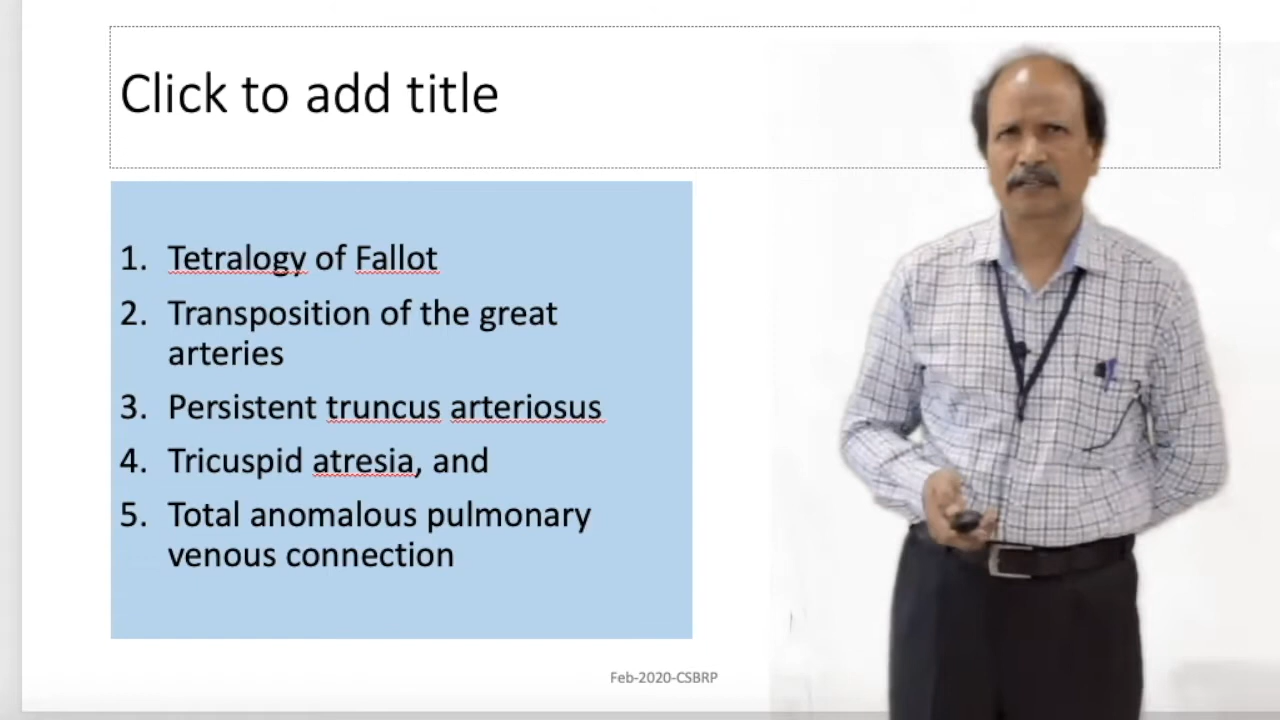 Click to add title
1. Tetralogy of Fallot
2. Transposition of the great
arteries
3. Persistent truncus arteriosus
4. Tricuspid atresia, and
5. Total anomalous pulmonary
venous connection
Feb-2020-CSBRP